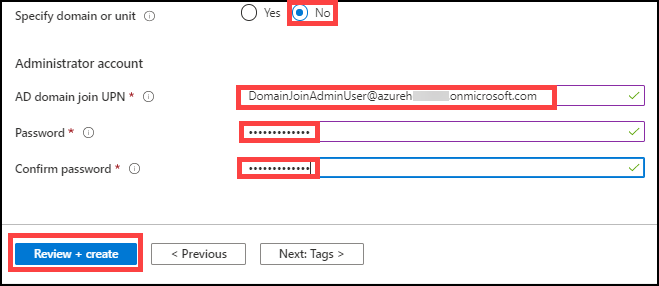 Specify domain or unit Yes No
Administrator account
AD domain join UPN * DomainJoinAdminUser@azureh onmicrosoft.com
Password * •••••••••••••
Confirm password * •••••••••••••
Review + create < Previous Next: Tags >